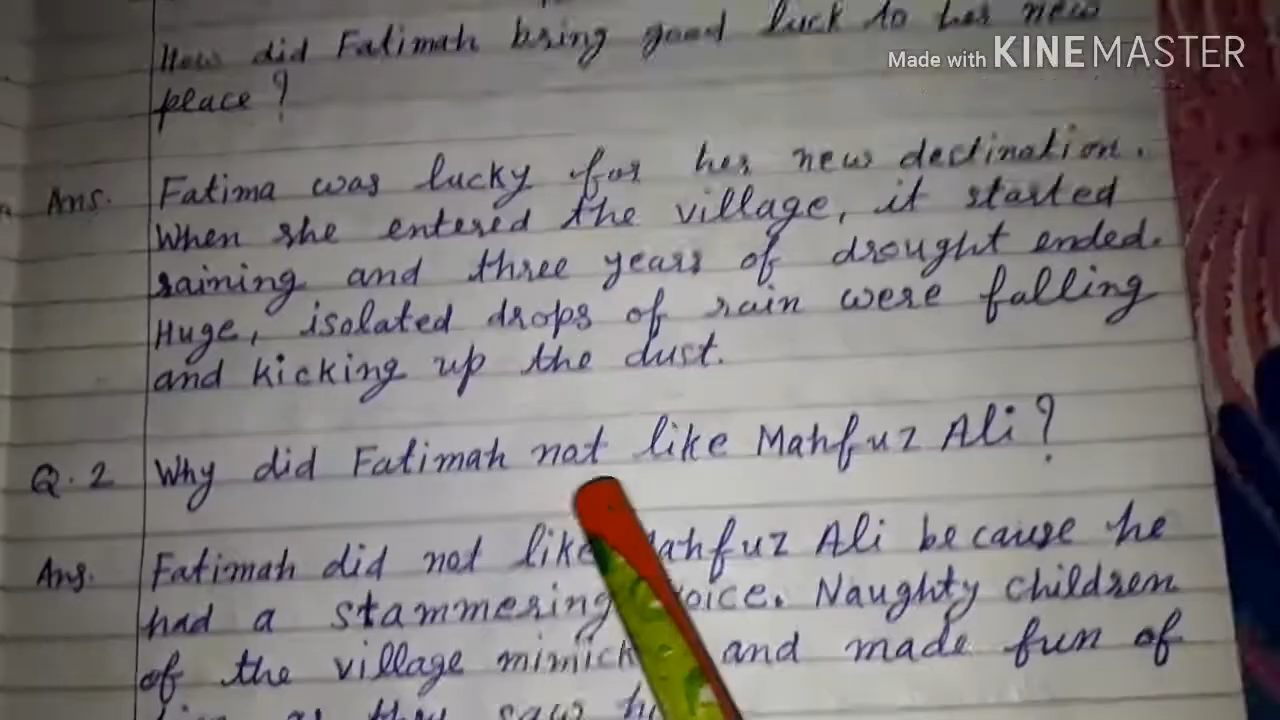 How did Fatimah bring good luck to her new
Made with KINEMASTER
place ?
Ans. Fatima was lucky for her new destination.
When she entered the village, it started
raining and three years of drought ended.
Huge, isolated drops of rain were falling
and kicking up the dust.
Q.2 Why did Fatimah not like Mahfuz Ali ?
Ans. Fatimah did not like Mahfuz Ali because he
had a stammering voice. Naughty children
of the village mimick and made fun of
as they saw